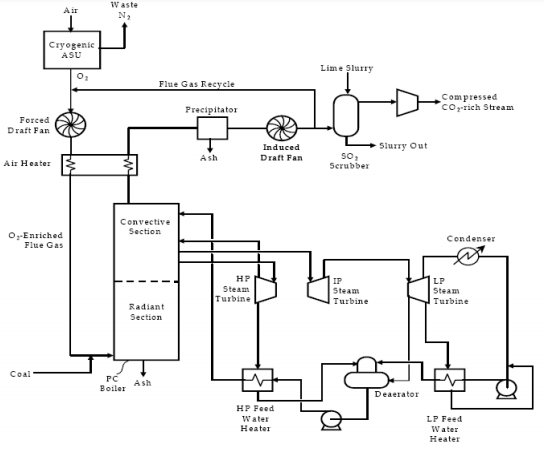 Air
Waste
N2
Cryogenic
ASU
O2
Flue Gas Recycle
Lime Slurry
Compressed
CO2-rich Stream
Precipitator
Forced
Draft Fan
Induced
Draft Fan
Ash
Slurry Out
SO2
Scrubber
Air Heater
Convective
Section
O2-Enriched
Flue Gas
Condenser
HP
Steam
Turbine
IP
Steam
Turbine
LP
Steam
Turbine
Radiant
Section
Coal
PC
Boiler
Ash
Deaerator
HP Feed
Water
Heater
LP Feed
Water
Heater